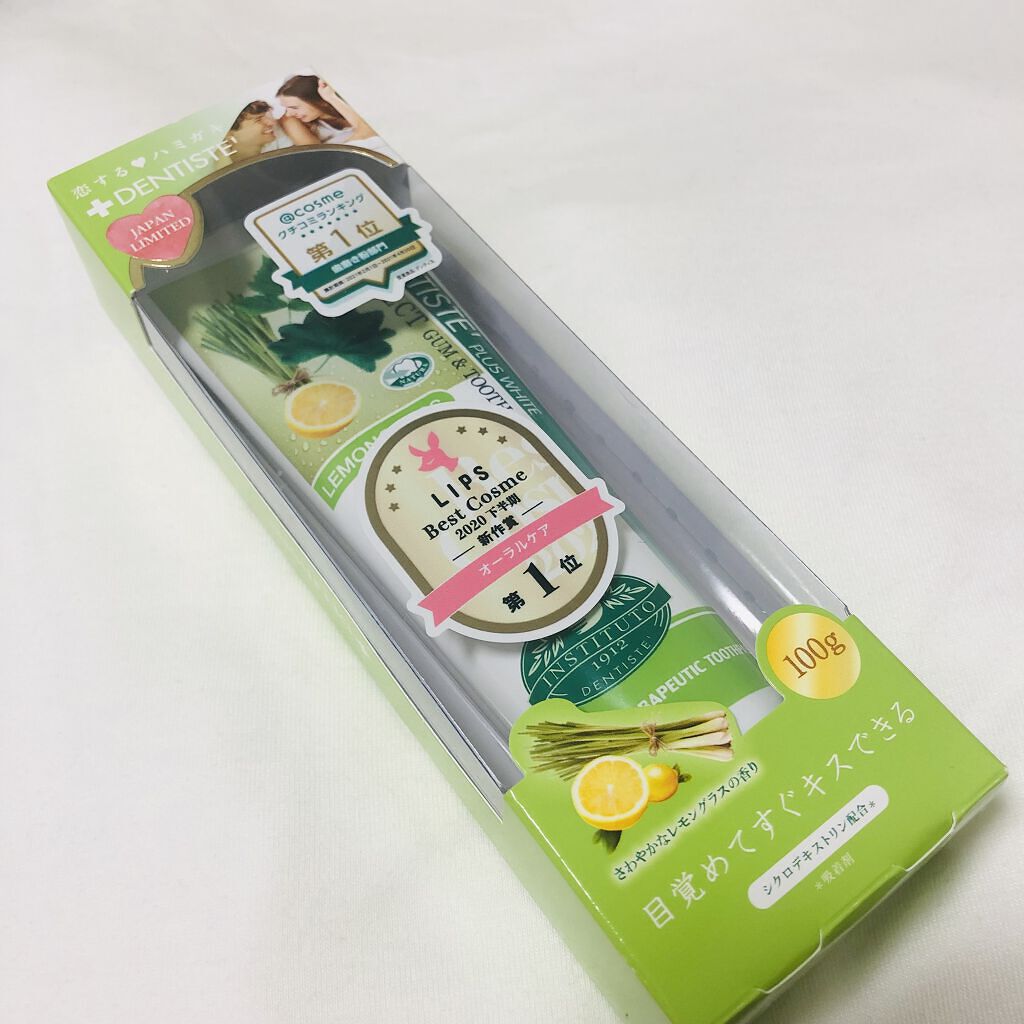 恋する♥ハミガキ
DENTISTE'
JAPAN
LIMITED
@cosme
クチコミランキング
第1位
歯磨き粉部門
TISTE' PLUS WHITE
CT GUM & TOOTH
NATURE
LEMON
LIPS
Best Cosme
2020 下半期
新作賞
オーラルケア
第1位
INSTITUTO
1912
DENTISTE'
RAPEUTIC TOOTH
100g
さわやかなレモングラスの香り
目覚めてすぐキスできる
シクロデキストリン配合*
*吸着剤